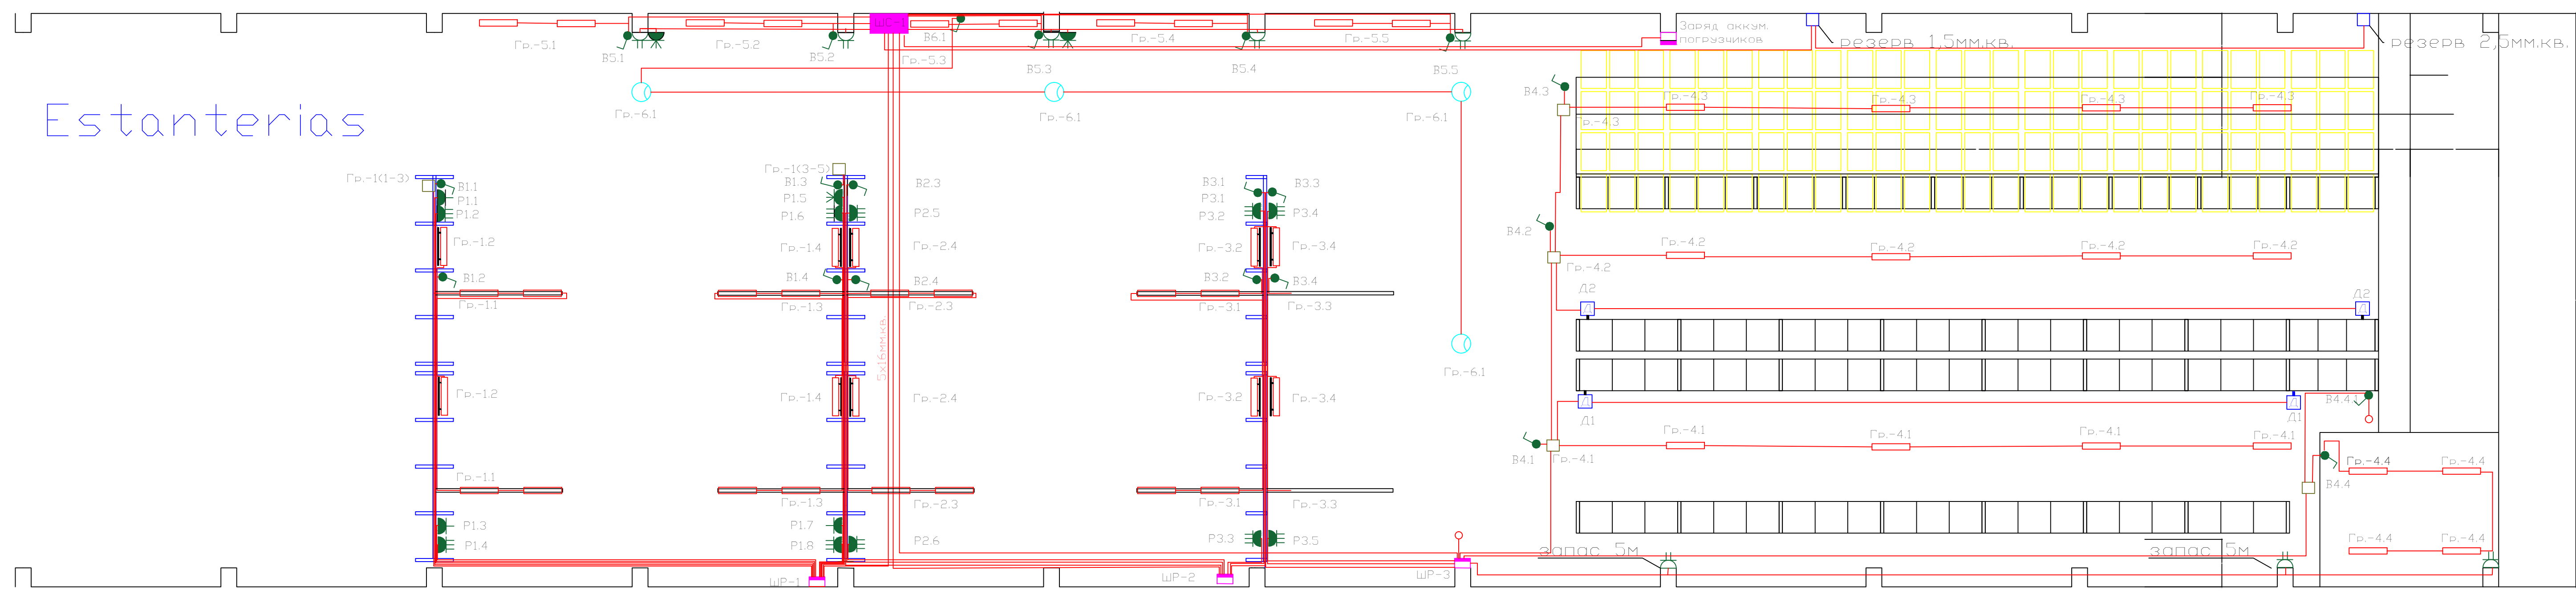 ЩС-1
Заряд аккум.
погрузчиков
Гр.-5.1
Гр.-5.2
В6.1
Гр.-5.4
Гр.-5.5
резерв 1,5мм.кв.
резерв 2,5мм.кв.
В5.1
В5.2
Гр.-5.3
В5.3
В5.4
В5.5
В4.3
Гр.-4.3
Гр.-4.3
Гр.-4.3
Гр.-4.3
Estanterias
Гр.-6.1
Гр.-6.1
Гр.-6.1
Гр.-4.3
Гр.-1(1-3)
В1.1
Р1.1
Р1.2
Гр.-1(3-5)
В1.3
Р1.5
Р1.6
В2.3
Р2.5
В3.1
Р3.1
Р3.2
В3.3
Р3.4
В4.2
Гр.-1.2
Гр.-1.4
Гр.-2.4
Гр.-3.2
Гр.-3.4
Гр.-4.2
Гр.-4.2
Гр.-4.2
Гр.-4.2
Гр.-4.2
В1.2
В1.4
В2.4
В3.2
В3.4
Д2
Д2
Гр.-1.1
Гр.-1.3
Гр.-2.3
Гр.-3.1
Гр.-3.3
5х16мм.кв.
Гр.-6.1
Гр.-1.2
Гр.-1.4
Гр.-2.4
Гр.-3.2
Гр.-3.4
Д
Д
Д
Д
Д1
Д1
В4.4.1
В4.1
Гр.-4.1
Гр.-4.1
Гр.-4.1
Гр.-4.1
Гр.-4.1
Гр.-4.4
Гр.-4.4
В4.4
Гр.-1.1
Гр.-1.3
Гр.-2.3
Гр.-3.1
Гр.-3.3
Р1.3
Р1.4
Р1.7
Р1.8
Р2.6
Р3.3
Р3.5
Гр.-4.4
Гр.-4.4
запас 5м
запас 5м
ШР-1
ШР-2
ШР-3